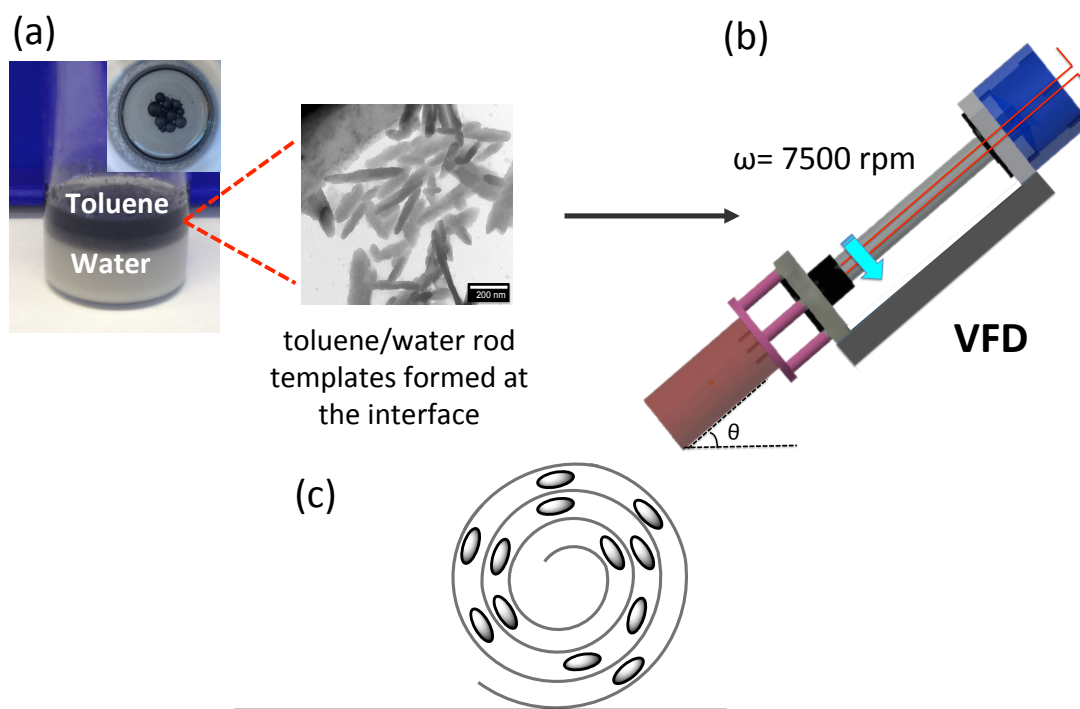 (a)
Toluene
Water
200 nm
toluene/water rod
templates formed at
the interface
(b)
ω= 7500 rpm
VFD
θ
(c)